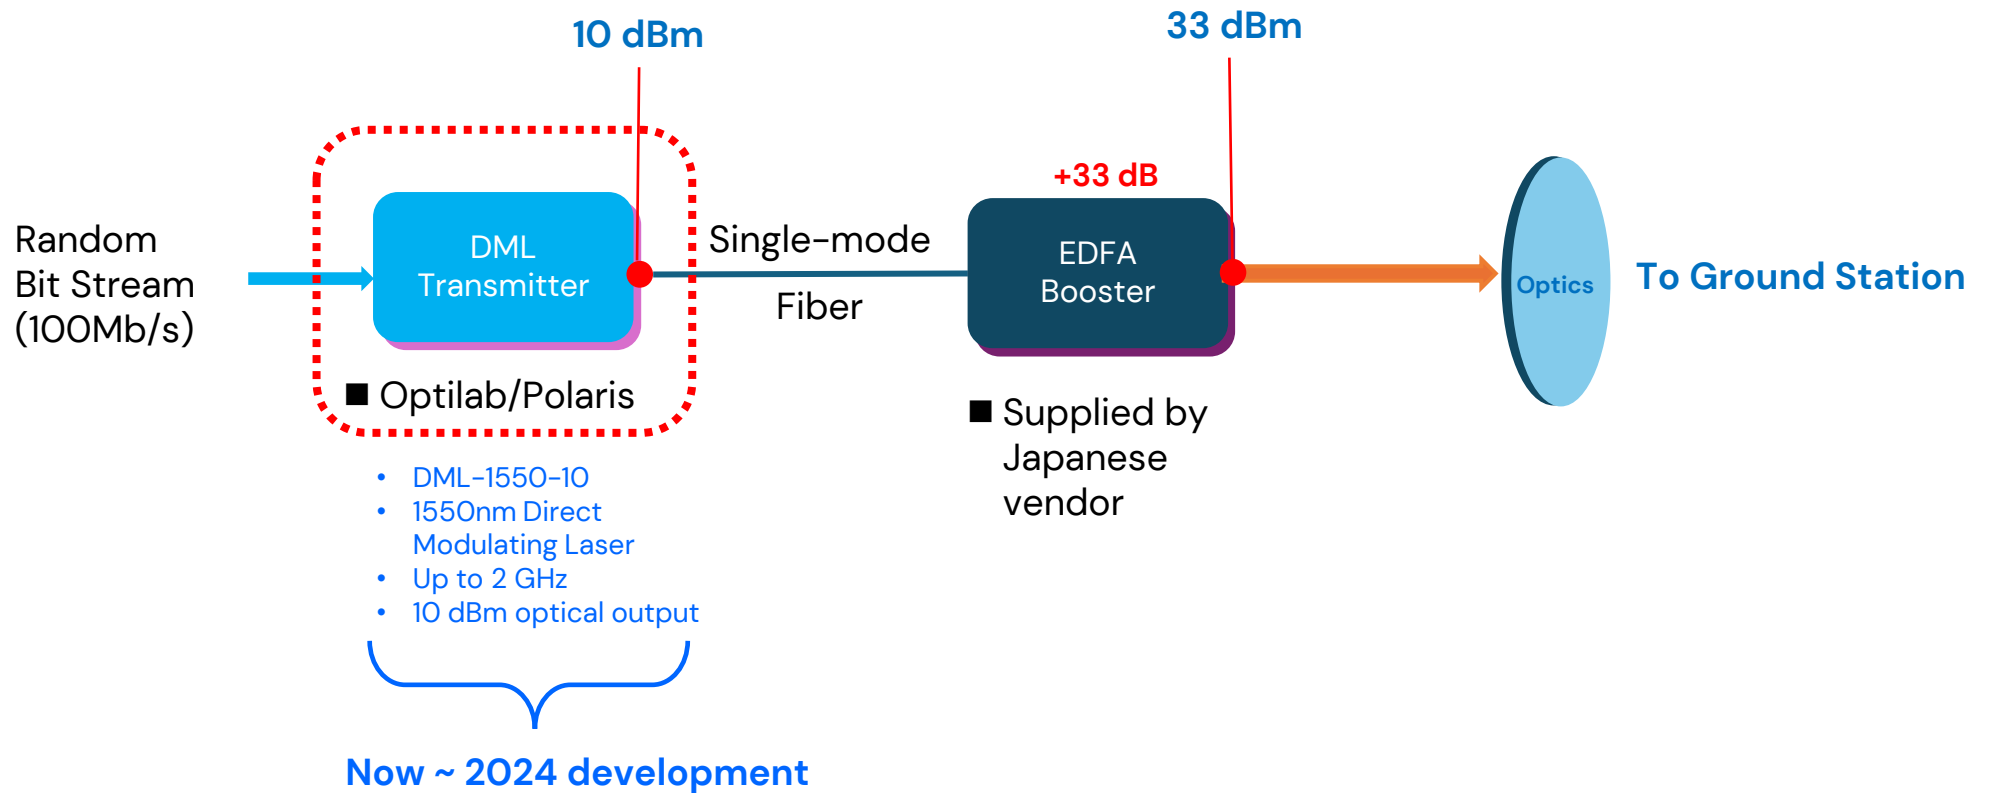 10 dBm
33 dBm
+33 dB
Random
Bit Stream
(100Mb/s)
DML
Transmitter
Single-mode
Fiber
EDFA
Booster
Optics
To Ground Station
■ Optilab/Polaris
■ Supplied by
Japanese
vendor
• DML-1550-10
• 1550nm Direct
Modulating Laser
• Up to 2 GHz
• 10 dBm optical output
Now ~ 2024 development